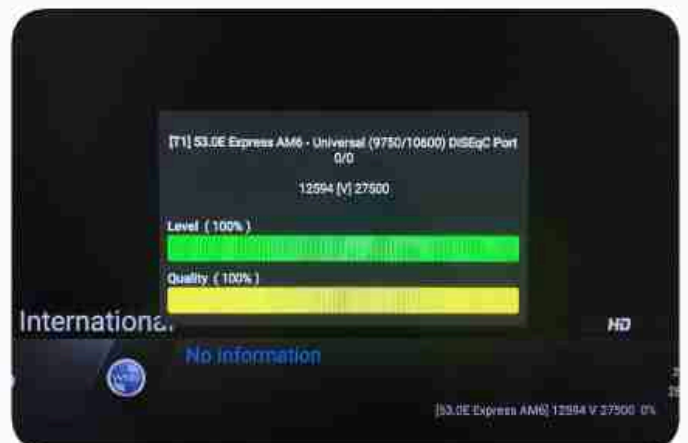 [T1] 53.0E Express AM6 - Universal (9750/10600) DiSEqC Port
0/0
12594 [V] 27500
Level ( 100% )
Quality ( 100% )
International
HD
No information
[53.0E Express AM6] 12594 V 27500 0%